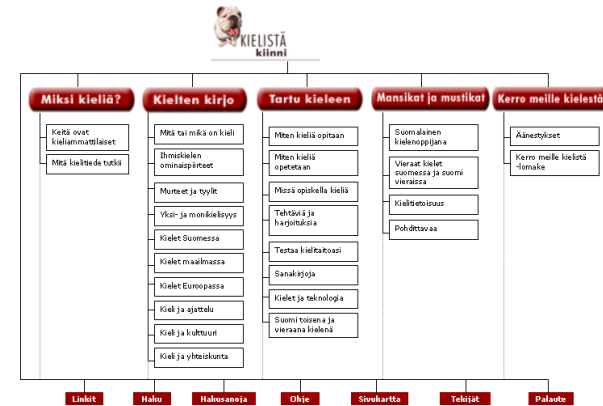 KIELISTÄ
kiinni
Miksi kieliä?
Kielten kirjo
Tartu kieleen
Mansikat ja mustikat
Kerro meille kielestä
Keitä ovat
kieliammattilaiset
Mitä kielitiede tutkii
Mitä tai mikä on kieli
Ihmiskielen
ominaispiirteet
Murteet ja tyylit
Yksi- ja monikielisyys
Kielet Suomessa
Kielet maailmassa
Kielet Euroopassa
Kieli ja ajattelu
Kieli ja kulttuuri
Kieli ja yhteiskunta
Miten kieliä opitaan
Miten kieliä
opetetaan
Missä opiskella kieliä
Tehtäviä ja
harjoituksia
Testaa kielitaitoasi
Sanakirjoja
Kielet ja teknologia
Suomi toisena ja
vieraana kielenä
Suomalainen
kielenoppijana
Vieraat kielet
suomessa ja suomi
vieraissa
Kielitietoisuus
Pohdittavaa
Äänestykset
Kerro meille kielistä
-lomake
Linkit
Haku
Hakusanoja
Ohje
Sivukartta
Tekijät
Palaute